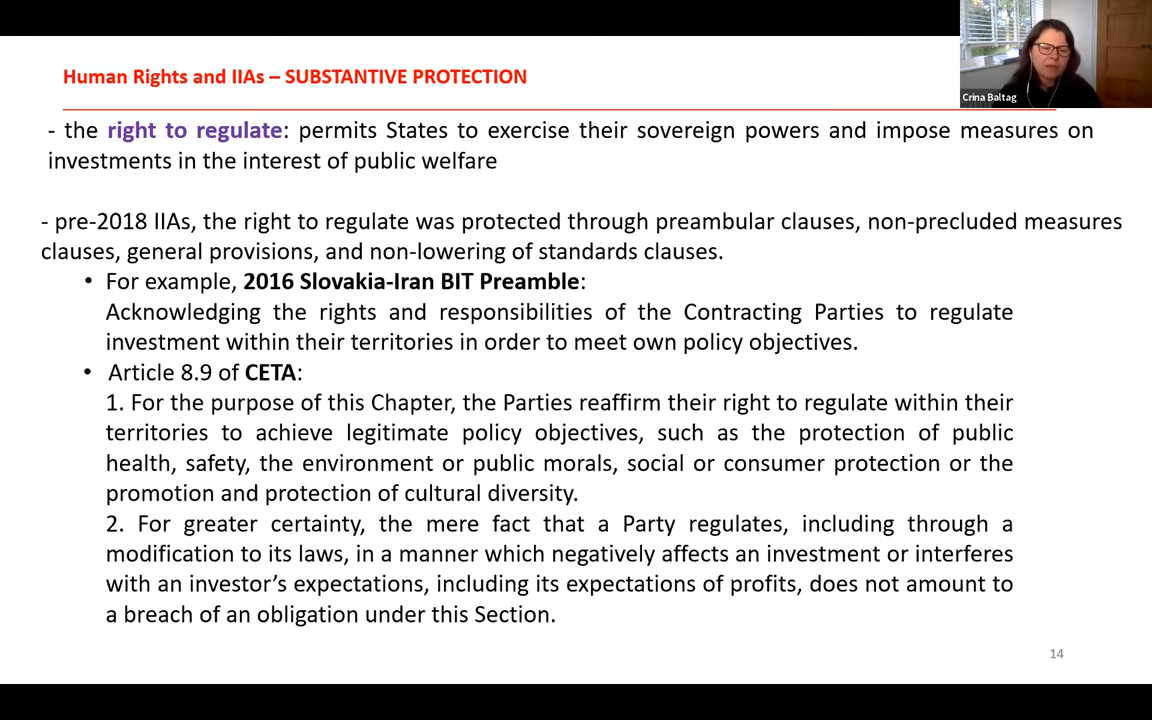 Human Rights and IIAs – SUBSTANTIVE PROTECTION
Crina Baltag
- the right to regulate: permits States to exercise their sovereign powers and impose measures on
investments in the interest of public welfare
- pre-2018 IIAs, the right to regulate was protected through preambular clauses, non-precluded measures
clauses, general provisions, and non-lowering of standards clauses.
• For example, 2016 Slovakia-Iran BIT Preamble:
Acknowledging the rights and responsibilities of the Contracting Parties to regulate
investment within their territories in order to meet own policy objectives.
• Article 8.9 of CETA:
1. For the purpose of this Chapter, the Parties reaffirm their right to regulate within their
territories to achieve legitimate policy objectives, such as the protection of public
health, safety, the environment or public morals, social or consumer protection or the
promotion and protection of cultural diversity.
2. For greater certainty, the mere fact that a Party regulates, including through a
modification to its laws, in a manner which negatively affects an investment or interferes
with an investor’s expectations, including its expectations of profits, does not amount to
a breach of an obligation under this Section.
14